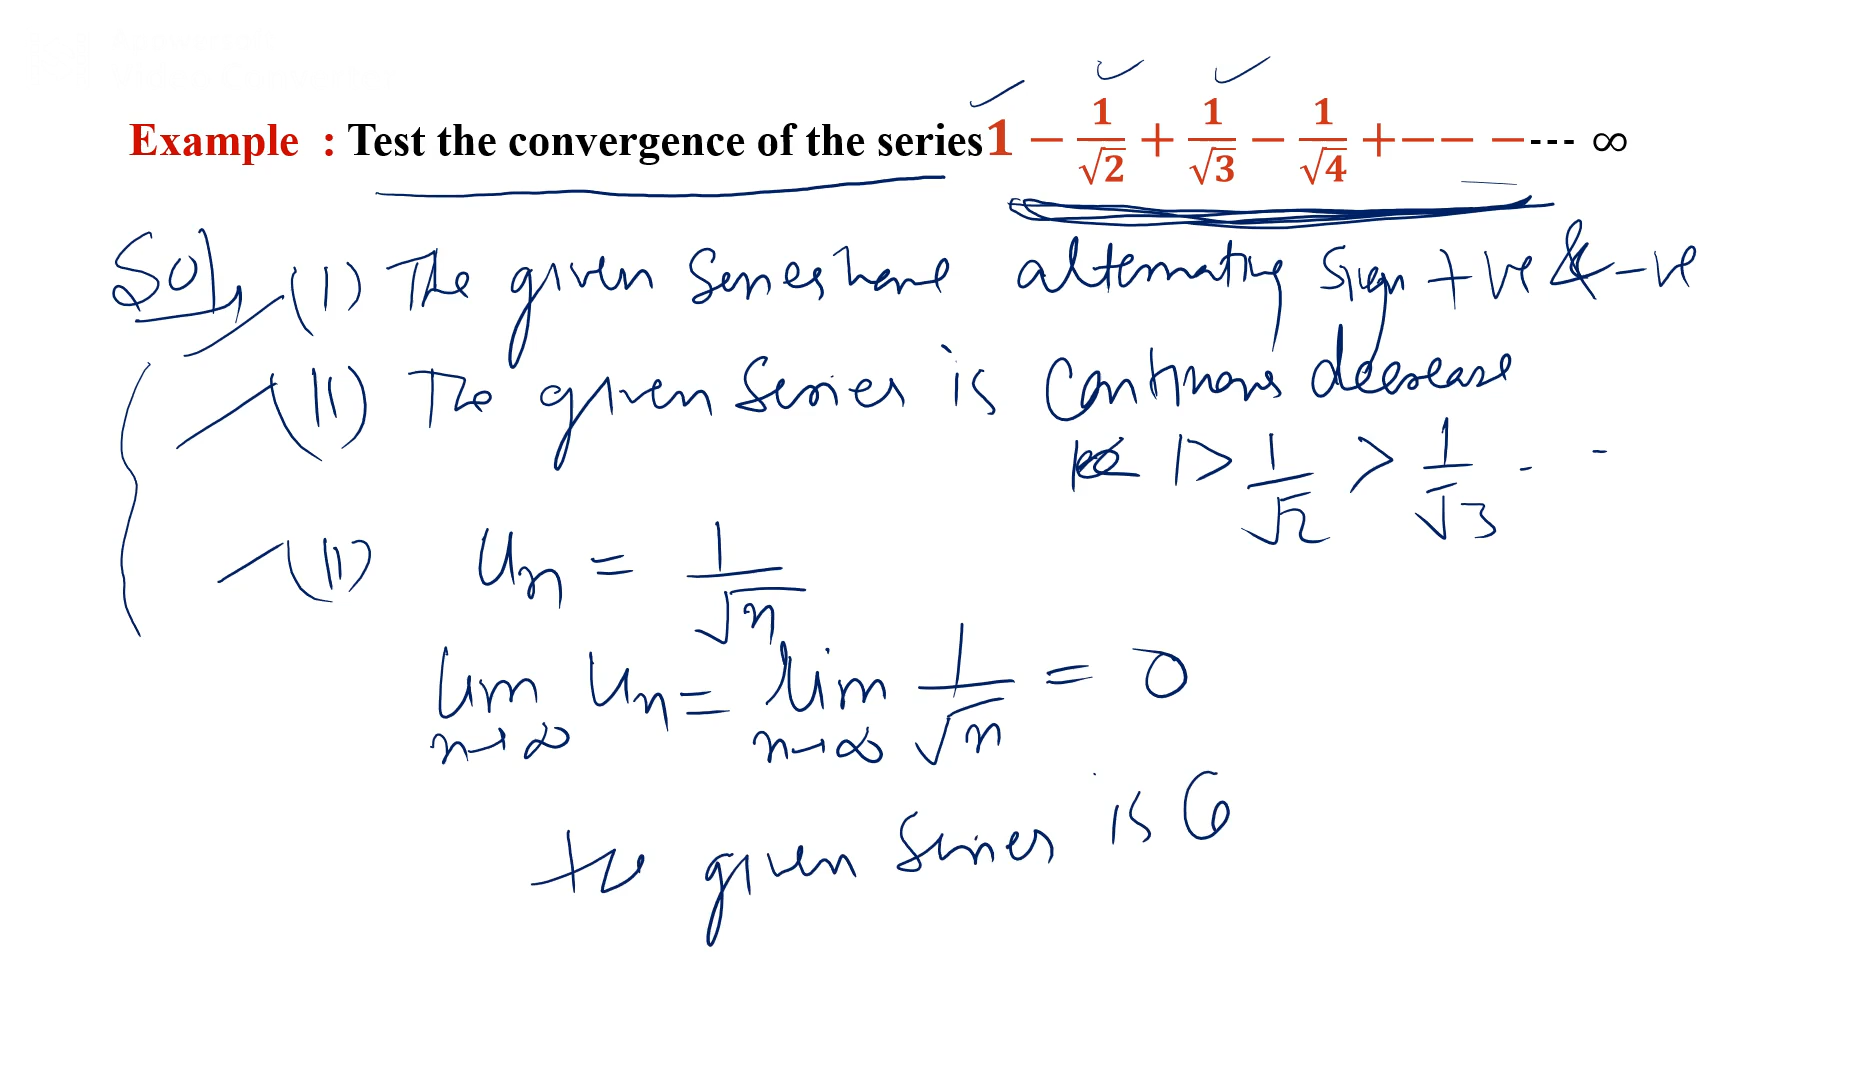 Example : Test the convergence of the series 1 − 1/√2 + 1/√3 − 1/√4 + − − − --- ∞
Sol, (I) The given series have alternating sign +ve & −ve
(II) The given series is continous decrease
1 > 1/√2 > 1/√3 - -
(III) Un = 1/√n
lim n→∞ Un = lim n→∞ 1/√n = 0
the given series is